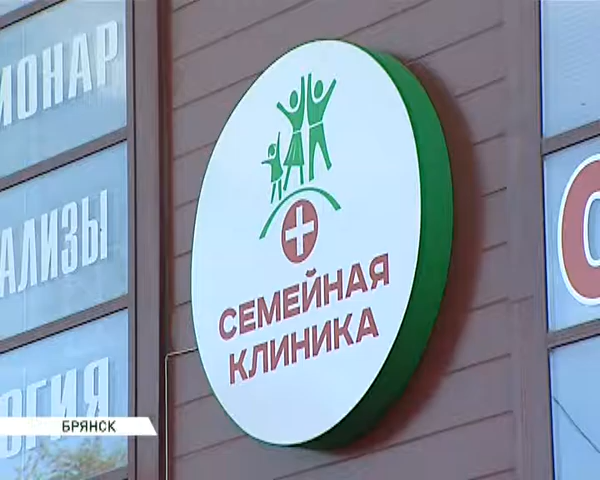 ИОНАР
АЛИЗЫ
ОГИЯ
СЕМЕЙНАЯ
КЛИНИКА
БРЯНСК